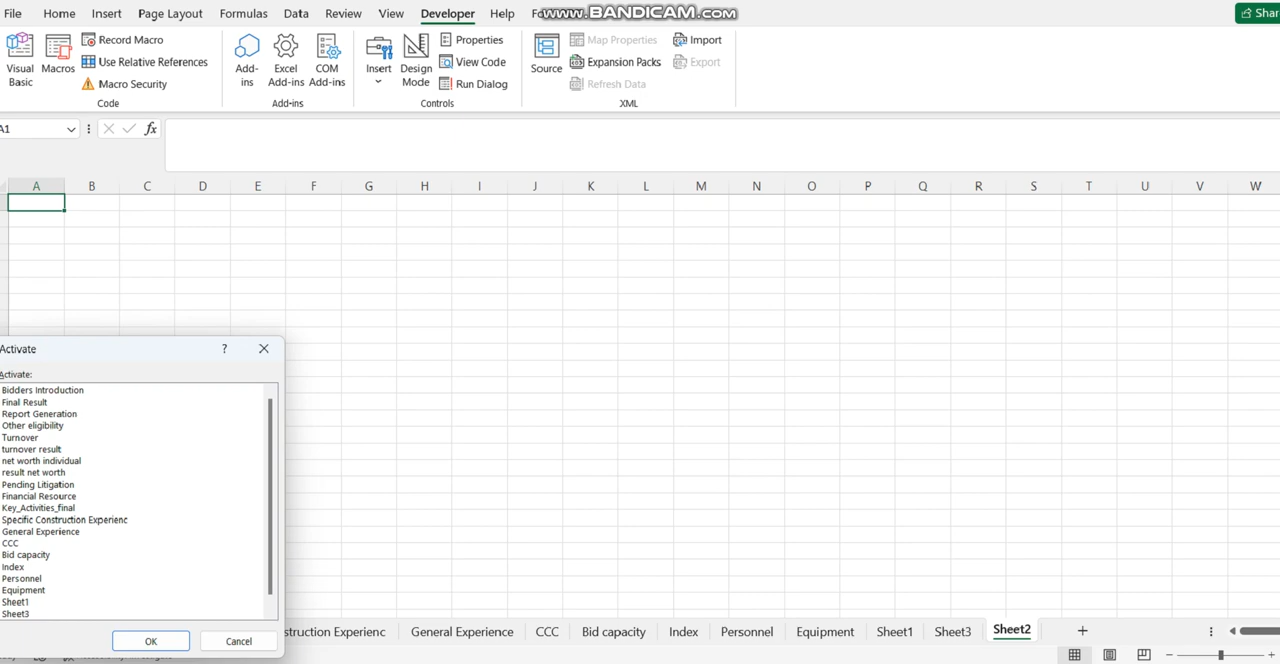 File Home Insert Page Layout Formulas Data Review View Developer Help Fo
www.BANDICAM.com
Shar
Visual Basic
Macros
Record Macro
Use Relative References
Macro Security
Code
Add-ins
Excel Add-ins
COM Add-ins
Add-ins
Insert
Design Mode
Properties
View Code
Run Dialog
Controls
Source
Map Properties
Expansion Packs
Refresh Data
Import
Export
XML
A1
fx
A B C D E F G H I J K L M N O P Q R S T U V W
Activate ?
Activate:
Bidders Introduction
Final Result
Report Generation
Other eligibility
Turnover
turnover result
net worth individual
result net worth
Pending Litigation
Financial Resource
Key_Activities_final
Specific Construction Experienc
General Experience
CCC
Bid capacity
Index
Personnel
Equipment
Sheet1
Sheet3
OK Cancel
struction Experienc General Experience CCC Bid capacity Index Personnel Equipment Sheet1 Sheet3 Sheet2